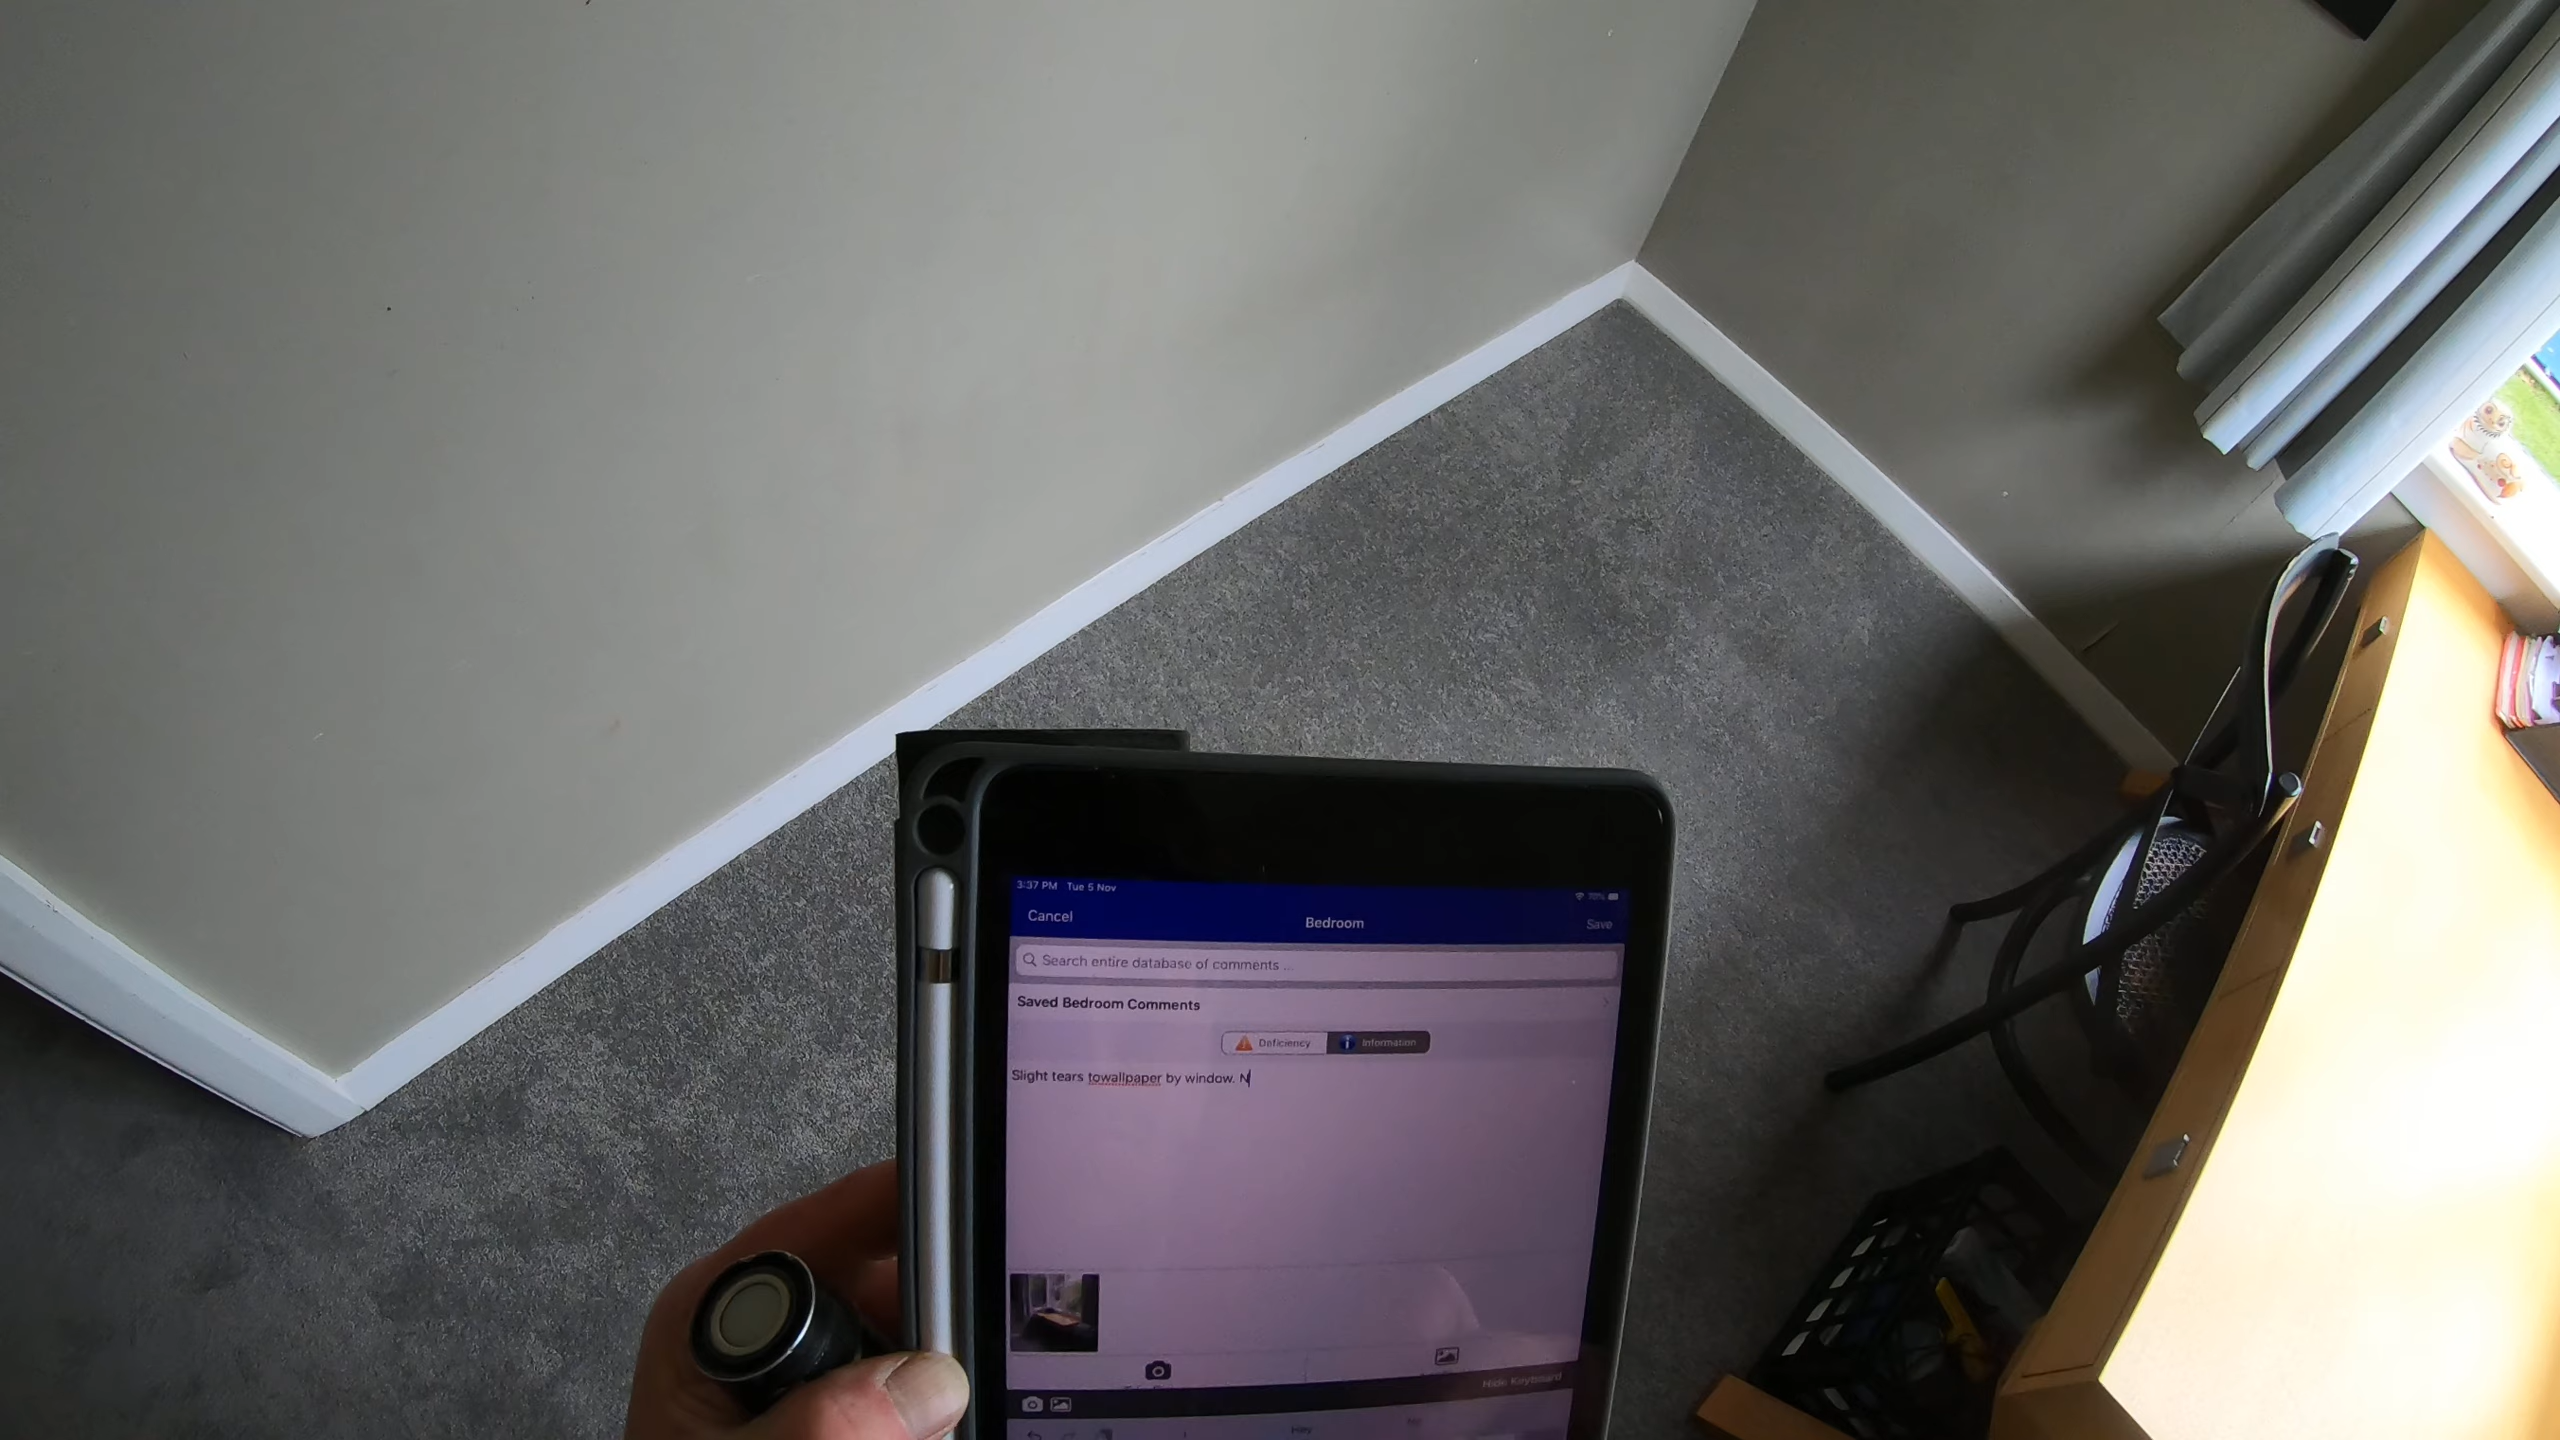 3:37 PM Tue 5 Nov
Cancel
Bedroom
Save
Search entire database of comments ...
Saved Bedroom Comments
Deficiency
Information
Slight tears towallpaper by window. N
Hide Keyboard